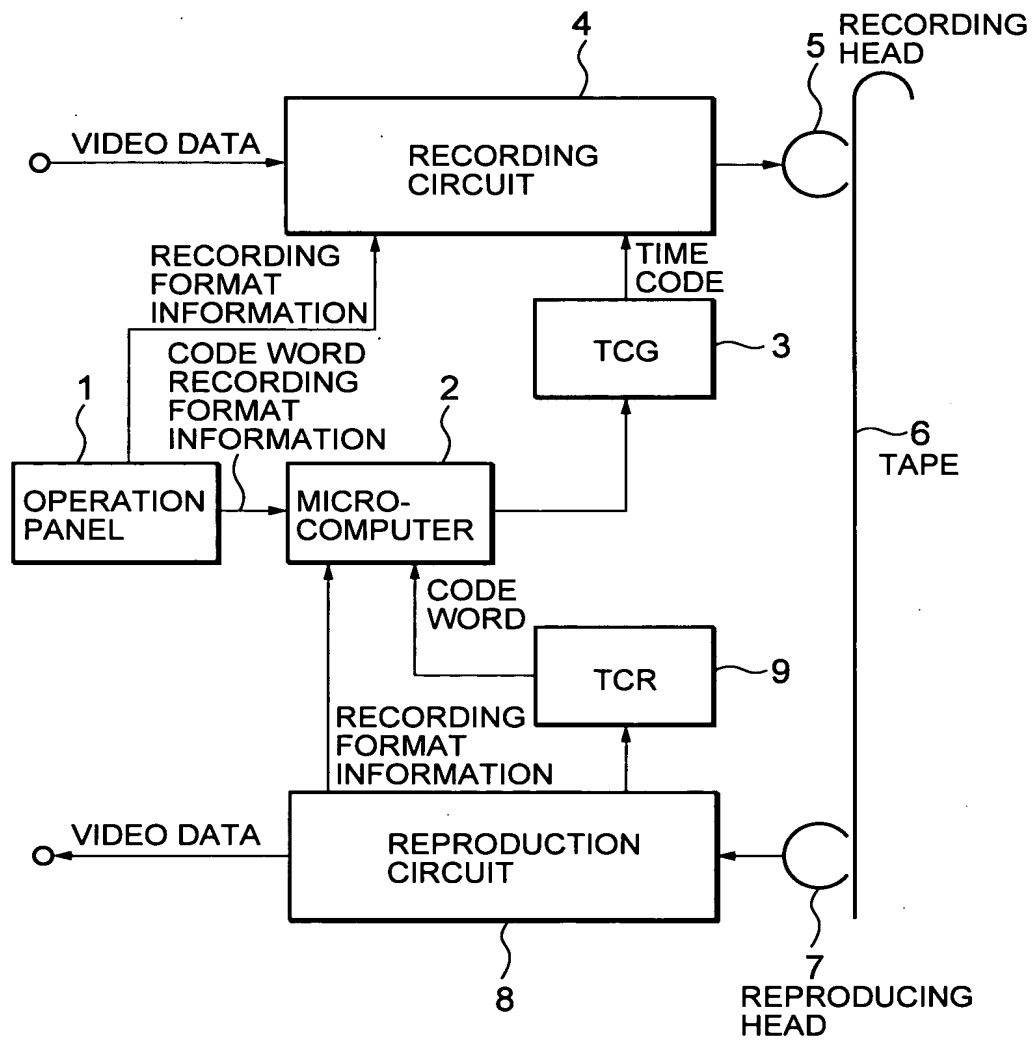 4
5
RECORDING
HEAD
VIDEO DATA
RECORDING
CIRCUIT
RECORDING
FORMAT
INFORMATION
TIME
CODE
TCG
3
CODE WORD
RECORDING
FORMAT
INFORMATION
1
2
6
TAPE
OPERATION
PANEL
MICRO-
COMPUTER
CODE
WORD
TCR
9
RECORDING
FORMAT
INFORMATION
VIDEO DATA
REPRODUCTION
CIRCUIT
8
7
REPRODUCING
HEAD